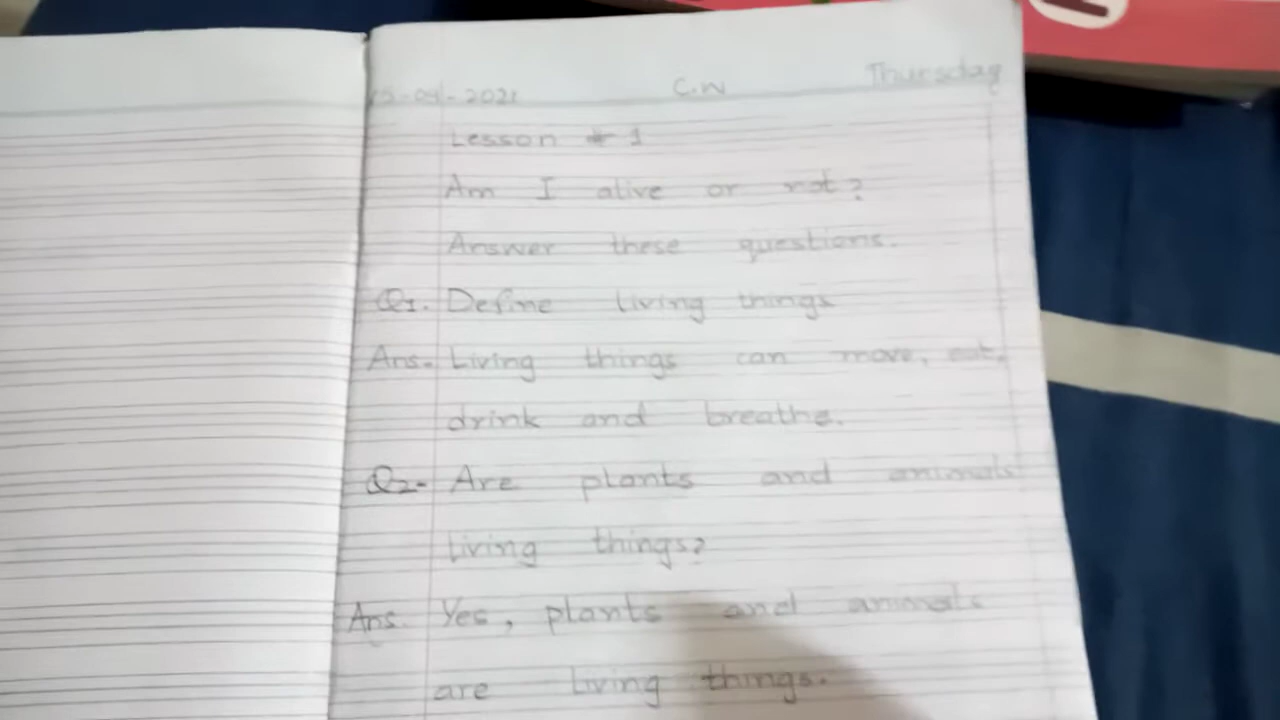 -2021 C.W Thursday
Lesson # 1
Am I alive or not?
Answer these questions.
Q1. Define living things
Ans. Living things can move, eat,
drink and breathe.
Q2- Are plants and animals
living things?
Ans. Yes, plants and animals
are living things.